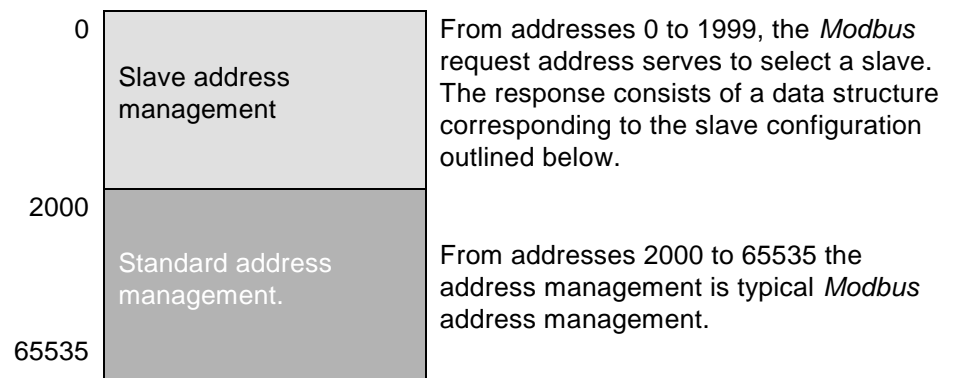 0
Slave address
management
From addresses 0 to 1999, the Modbus
request address serves to select a slave.
The response consists of a data structure
corresponding to the slave configuration
outlined below.
2000
Standard address
management.
From addresses 2000 to 65535 the
address management is typical Modbus
address management.
65535